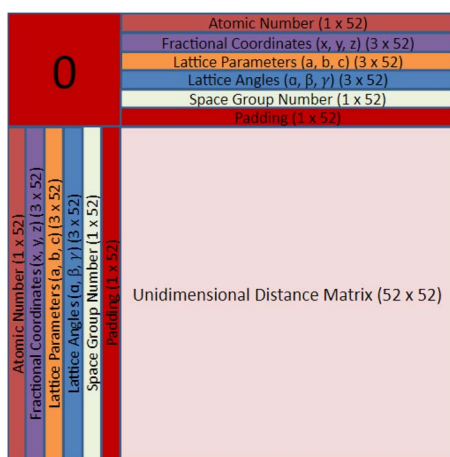 0
Atomic Number (1 x 52)
Fractional Coordinates (x, y, z) (3 x 52)
Lattice Parameters (a, b, c) (3 x 52)
Lattice Angles (α, β, γ) (3 x 52)
Space Group Number (1 x 52)
Padding (1 x 52)
Atomic Number (1 x 52)
Fractional Coordinates (x, y, z) (3 x 52)
Lattice Parameters (a, b, c) (3 x 52)
Lattice Angles (α, β, γ) (3 x 52)
Space Group Number (1 x 52)
Padding (1 x 52)
Unidimensional Distance Matrix (52 x 52)